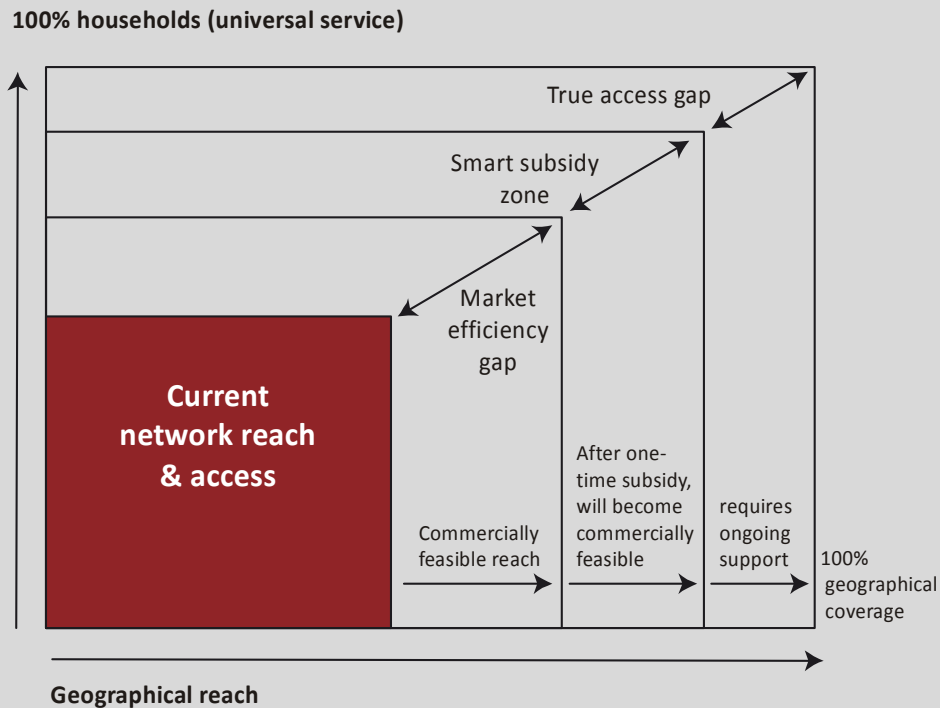 100% households (universal service)
True access gap
Smart subsidy
zone
Market
efficiency
gap
Current
network reach
& access
Commercially
feasible reach
After one-
time subsidy,
will become
commercially
feasible
requires
ongoing
support
100%
geographical
coverage
Geographical reach